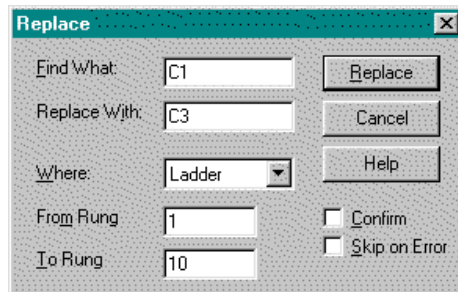 Replace
Find What: C1 Replace
Replace With: C3 Cancel
Help
Where: Ladder
From Rung 1 Confirm
To Rung 10 Skip on Error